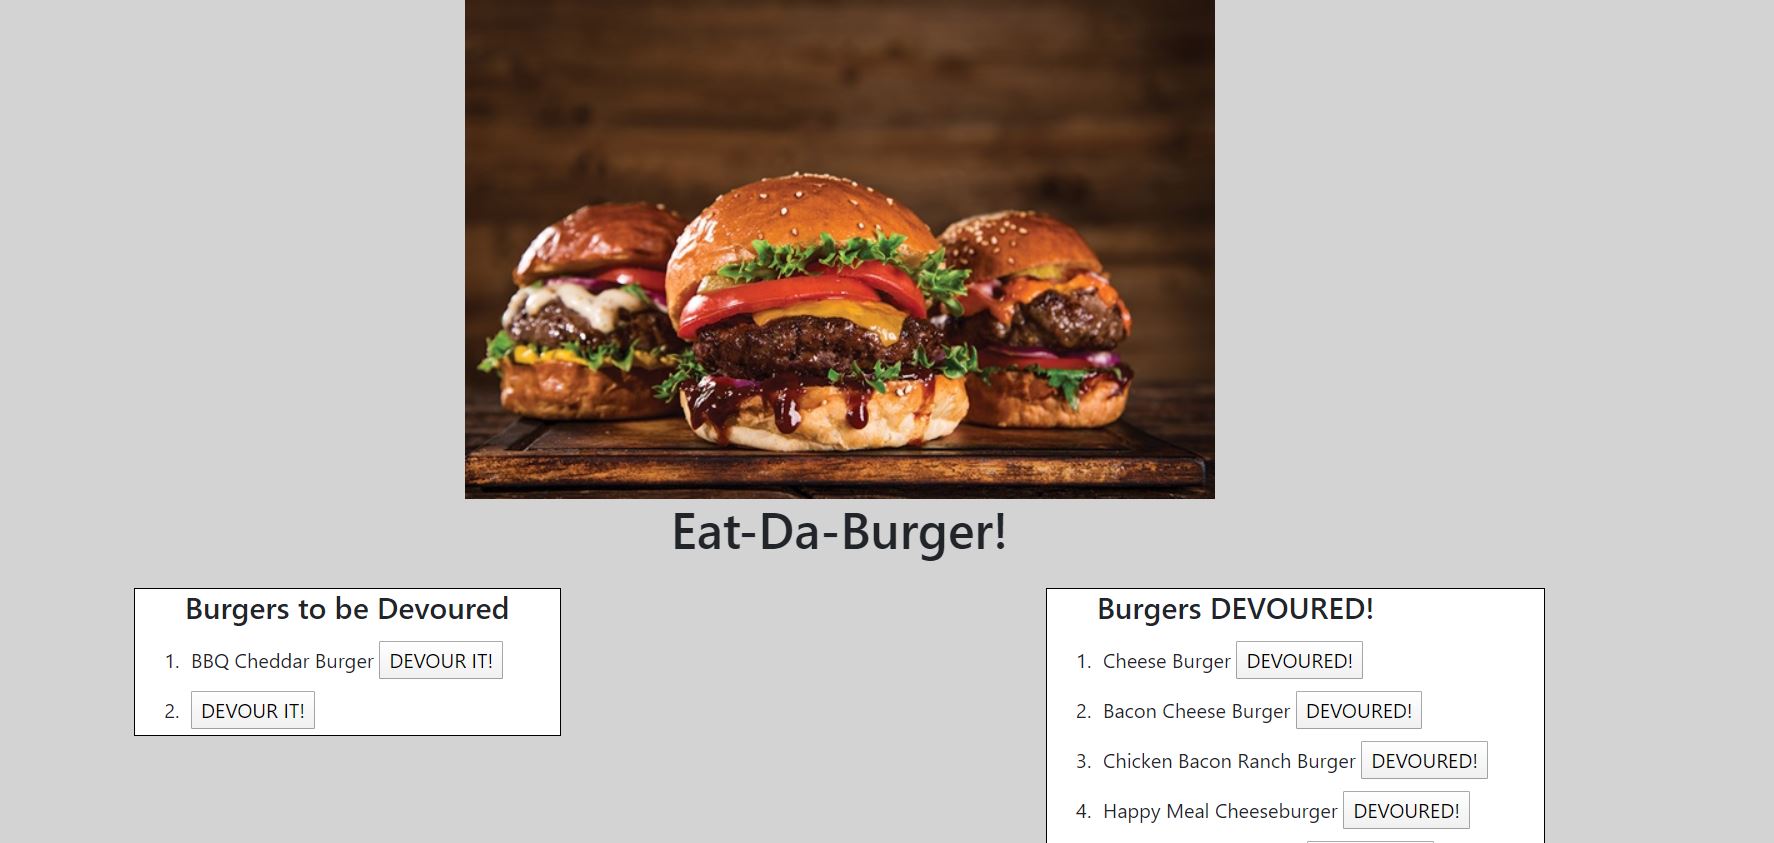 Eat-Da-Burger!
Burgers to be Devoured
1. BBQ Cheddar Burger DEVOUR IT!
2. DEVOUR IT!
Burgers DEVOURED!
1. Cheese Burger DEVOURED!
2. Bacon Cheese Burger DEVOURED!
3. Chicken Bacon Ranch Burger DEVOURED!
4. Happy Meal Cheeseburger DEVOURED!